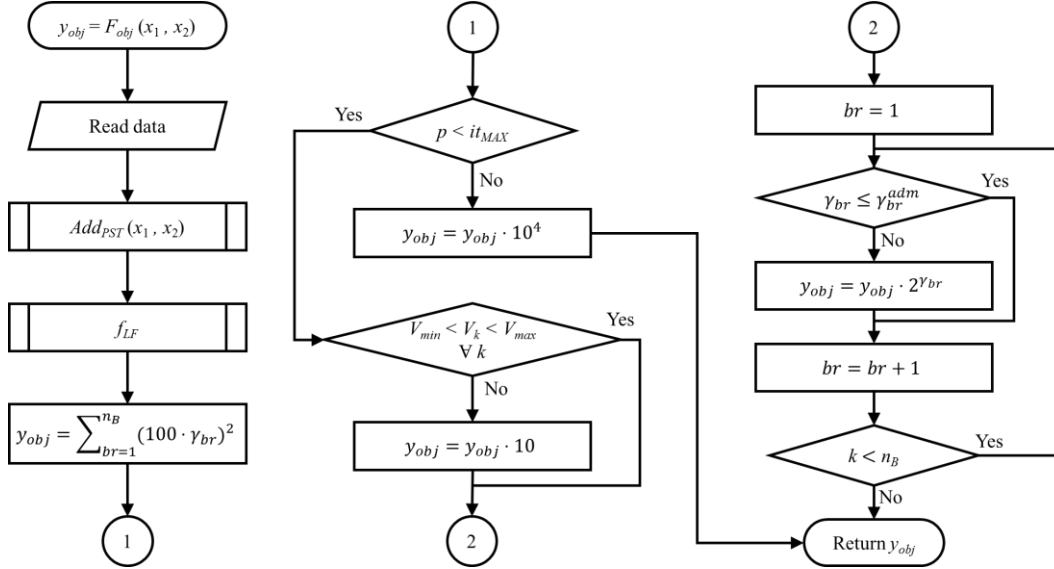 y_obj = F_obj (x_1 , x_2)
Read data
Add_PST (x_1 , x_2)
f_LF
y_obj = ∑_{br=1}^{n_B} (100 · γ_br)^2
1
1
Yes
p < it_MAX
No
y_obj = y_obj · 10^4
V_min < V_k < V_max
∀ k
Yes
No
y_obj = y_obj · 10
2
2
br = 1
γ_br ≤ γ_br^adm
Yes
No
y_obj = y_obj · 2^{γ_br}
br = br + 1
k < n_B
Yes
No
Return y_obj